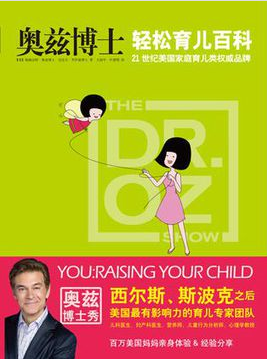 奥兹博士 轻松育儿百科
21世纪美国家庭育儿类权威品牌
THE
DR.
OZ
SHOW
YOU:RAISING YOUR CHILD
奥兹
博士秀
西尔斯、斯波克之后
美国最有影响力的育儿专家团队
儿科医生、妇产科医生、营养师、儿童行为分析师、心理学教授
百万美国妈妈亲身体验&经验分享